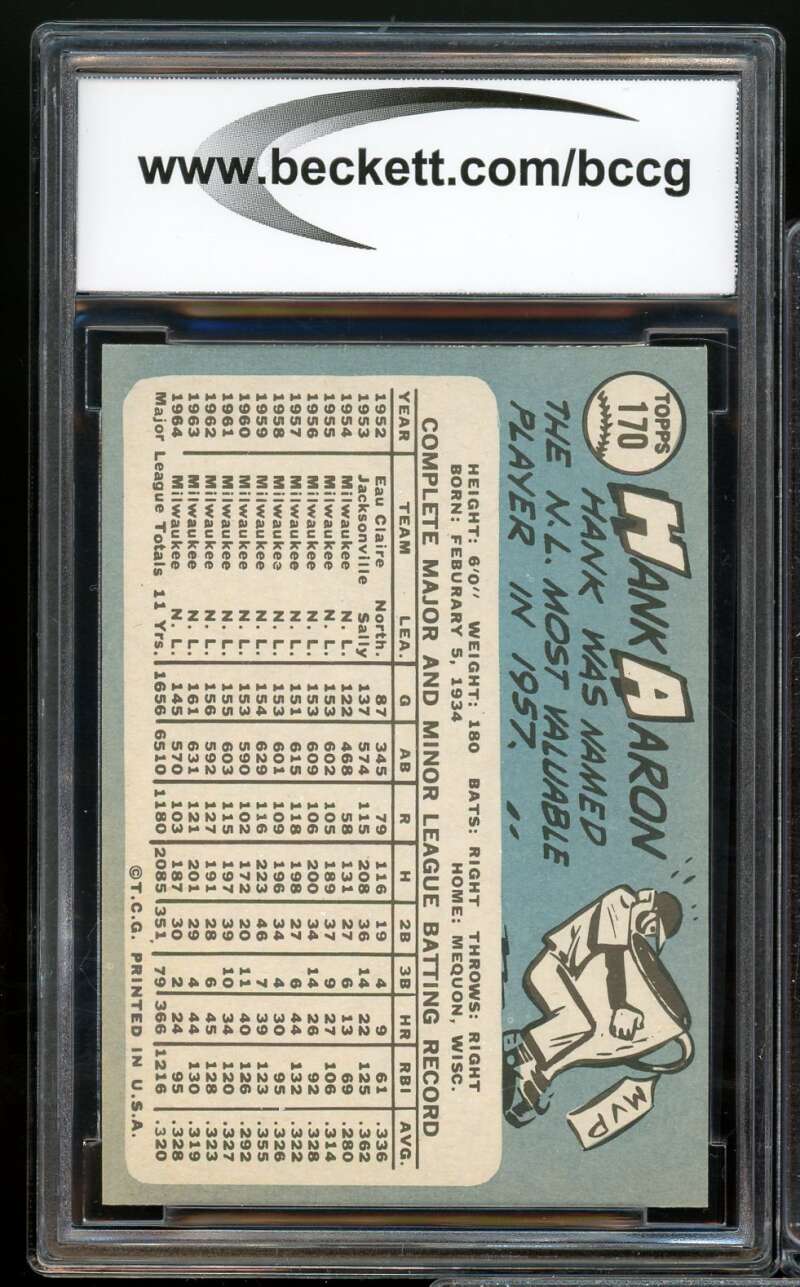 www.beckett.com/bccg
TOPPS
170
HANK AARON
HANK WAS NAMED
THE N.L. MOST VALUABLE
PLAYER IN 1957.
MVP
HEIGHT: 6'0" WEIGHT: 180 BATS: RIGHT THROWS: RIGHT
BORN: FEBURARY 5, 1934 HOME: MEQUON, WISC.
COMPLETE MAJOR AND MINOR LEAGUE BATTING RECORD
YEAR TEAM LEA. G AB R H 2B 3B HR RBI AVG.
1952 Eau Claire North. 87 345 79 116 19 4 9 61 .336
1953 Jacksonville Sally 137 574 115 208 36 14 22 125 .362
1954 Milwaukee N. L. 122 468 58 131 27 6 13 69 .280
1955 Milwaukee N. L. 153 602 105 189 37 9 27 106 .314
1956 Milwaukee N. L. 153 609 106 200 34 14 26 92 .328
1957 Milwaukee N. L. 151 615 118 198 27 6 44 132 .322
1958 Milwaukee N. L. 153 601 109 196 34 4 30 95 .326
1959 Milwaukee N. L. 154 629 116 223 46 7 39 123 .355
1960 Milwaukee N. L. 153 590 102 172 20 11 40 126 .292
1961 Milwaukee N. L. 155 603 115 197 39 10 34 120 .327
1962 Milwaukee N. L. 156 592 127 191 28 6 45 128 .323
1963 Milwaukee N. L. 161 631 121 201 29 4 44 130 .319
1964 Milwaukee N. L. 145 570 103 187 30 2 24 95 .328
Major League Totals 11 Yrs. 1656 6510 1180 2085 351 79 366 1216 .320
©T.C.G. PRINTED IN U.S.A.